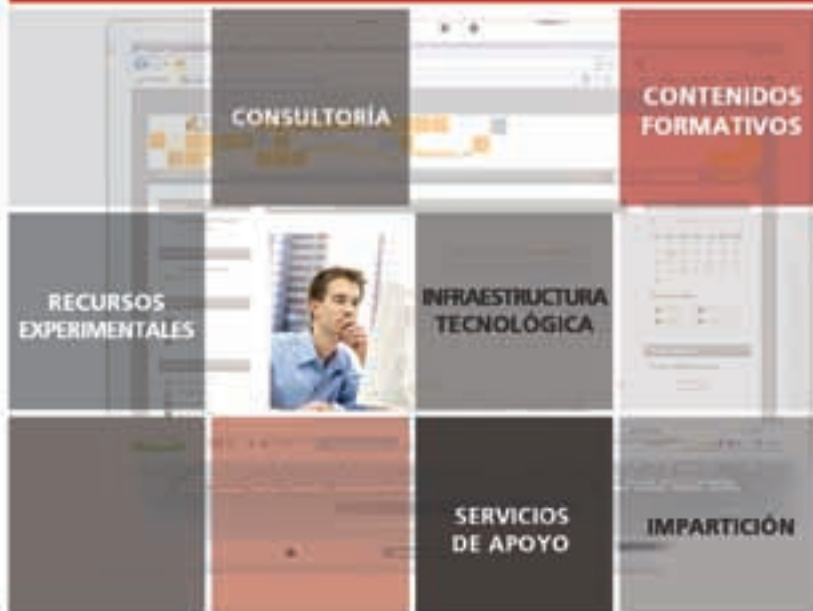 CONSULTORÍA
CONTENIDOS
FORMATIVOS
RECURSOS
EXPERIMENTALES
INFRAESTRUCTURA
TECNOLÓGICA
SERVICIOS
DE APOYO
IMPARTICIÓN